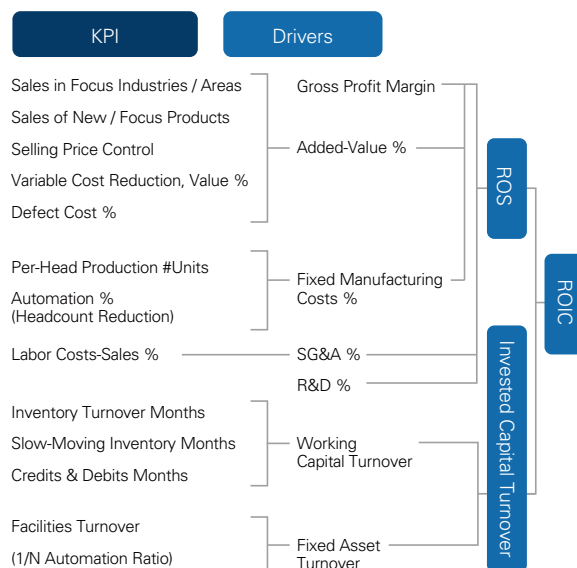 KPI
Drivers
Sales in Focus Industries / Areas
Sales of New / Focus Products
Selling Price Control
Variable Cost Reduction, Value %
Defect Cost %
Gross Profit Margin
Added-Value %
Per-Head Production #Units
Automation %
(Headcount Reduction)
Fixed Manufacturing
Costs %
Labor Costs-Sales %
SG&A %
R&D %
Inventory Turnover Months
Slow-Moving Inventory Months
Credits & Debits Months
Working
Capital Turnover
Facilities Turnover
(1/N Automation Ratio)
Fixed Asset
Turnover
ROS
Invested Capital Turnover
ROIC